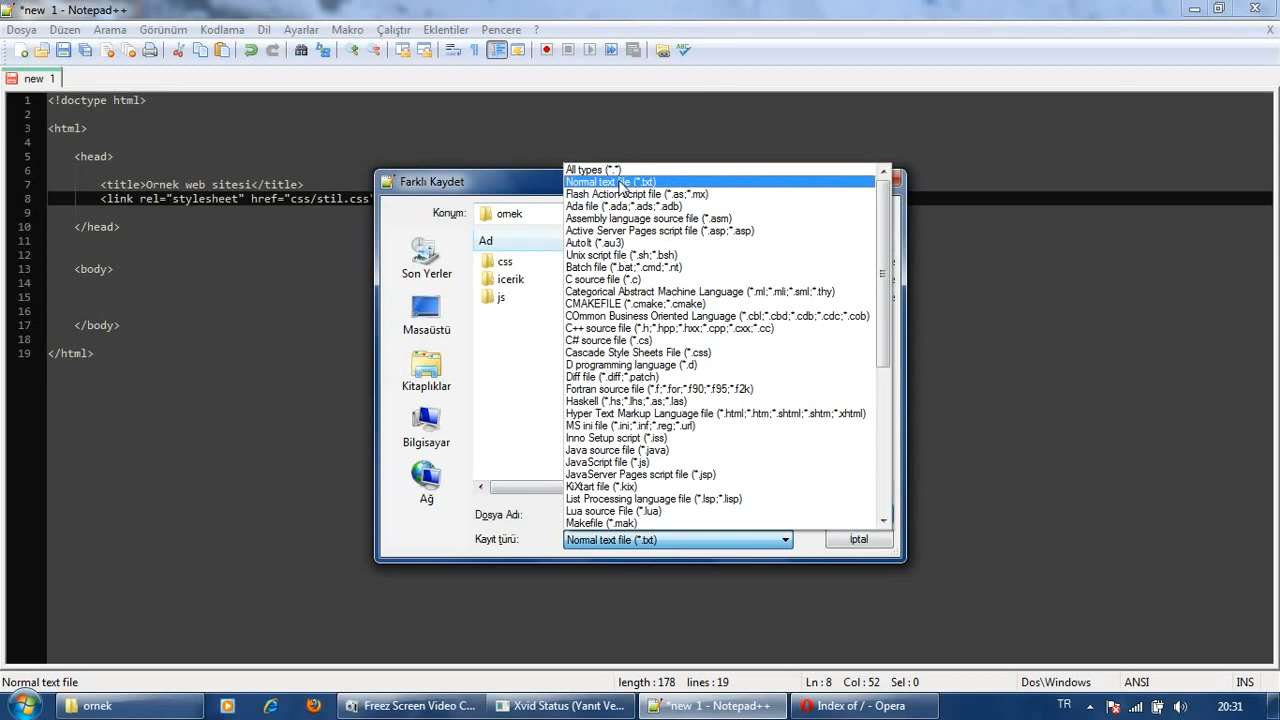 *new  1 - Notepad++
Dosya Düzen Arama Görünüm Kodlama Dil Ayarlar Makro Çalıştır Eklentiler Pencere ? X
new 1
1 <!doctype html>
2
3 <html>
4
5 <head>
6
7 <title>Ornek web sitesi</title>
8 <link rel="stylesheet" href="css/stil.css"
9
10 </head>
11
12
13 <body>
14
15
16
17 </body>
18
19 </html>
Farklı Kaydet
Konum: ornek
Ad
css
icerik
js
Son Yerler
Masaüstü
Kitaplıklar
Bilgisayar
Ağ
All types (*.*)
Normal text file (*.txt)
Flash ActionScript file (*.as;*.mx)
Ada file (*.ada;*.ads;*.adb)
Assembly language source file (*.asm)
Active Server Pages script file (*.asp;*.asp)
AutoIt (*.au3)
Unix script file (*.sh;*.bsh)
Batch file (*.bat;*.cmd;*.nt)
C source file (*.c)
Categorical Abstract Machine Language (*.ml;*.mli;*.sml;*.thy)
CMAKEFILE (*.cmake;*.cmake)
COmmon Business Oriented Language (*.cbl;*.cbd;*.cdb;*.cdc;*.cob)
C++ source file (*.h;*.hpp;*.hxx;*.cpp;*.cxx;*.cc)
C# source file (*.cs)
Cascade Style Sheets File (*.css)
D programming language (*.d)
Diff file (*.diff;*.patch)
Fortran source file (*.f;*.for;*.f90;*.f95;*.f2k)
Haskell (*.hs;*.lhs;*.as;*.las)
Hyper Text Markup Language file (*.html;*.htm;*.shtml;*.shtm;*.xhtml)
MS ini file (*.ini;*.inf;*.reg;*.url)
Inno Setup script (*.iss)
Java source file (*.java)
JavaScript file (*.js)
JavaServer Pages script file (*.jsp)
KiXtart file (*.kix)
List Processing language file (*.lsp;*.lisp)
Lua source File (*.lua)
Makefile (*.mak)
Dosya Adı:
Kayıt türü: Normal text file (*.txt) İptal
Normal text file length : 178 lines : 19 Ln : 8 Col : 52 Sel : 0 Dos\Windows ANSI INS
ornek Freez Screen Video C... Xvid Status (Yanıt Ve... *new 1 - Notepad++ Index of / - Opera TR 20:31